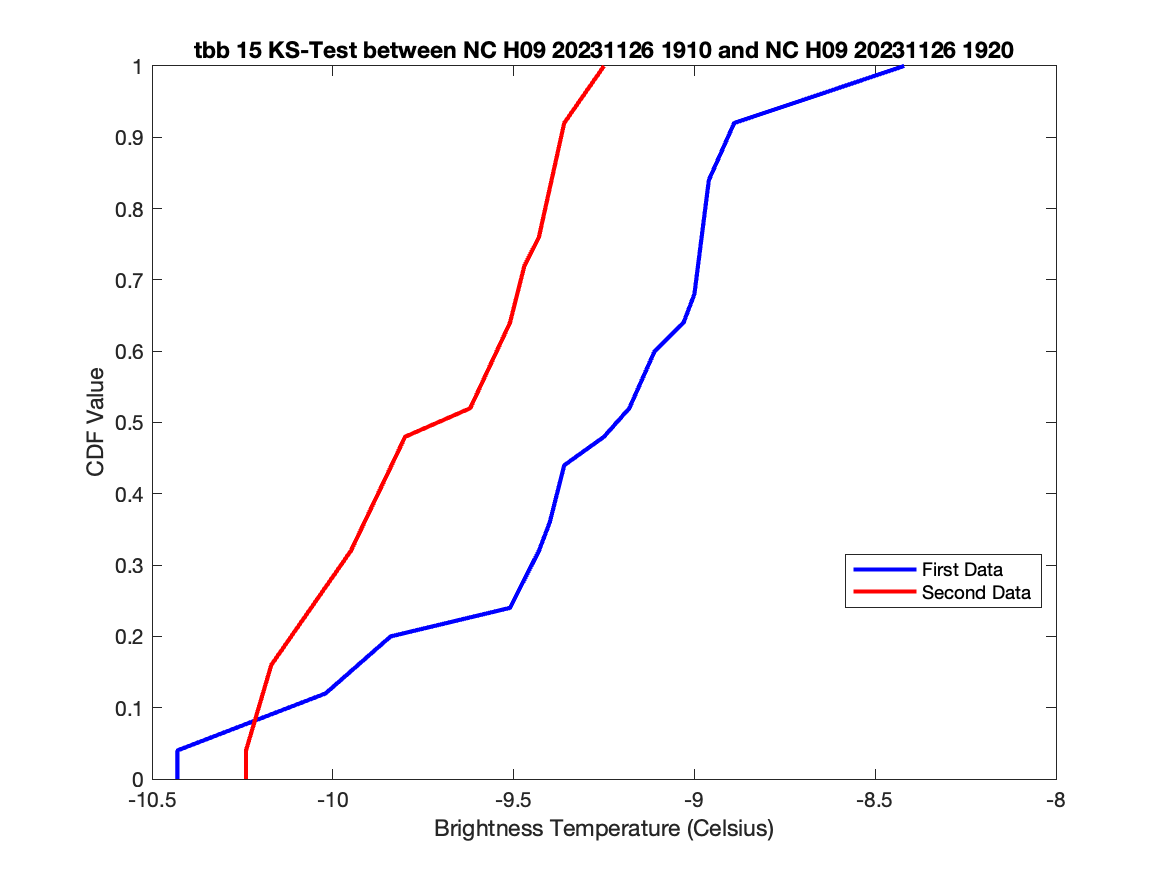 tbb 15 KS-Test between NC H09 20231126 1910 and NC H09 20231126 1920
1
0.9
0.8
0.7
0.6
0.5
0.4
0.3
0.2
0.1
0
CDF Value
First Data
Second Data
-10.5 -10 -9.5 -9 -8.5 -8
Brightness Temperature (Celsius)